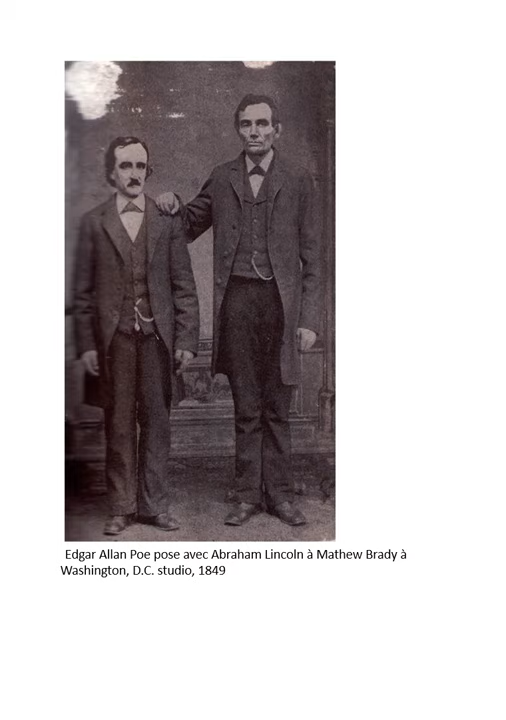 Edgar Allan Poe pose avec Abraham Lincoln à Mathew Brady à
Washington, D.C. studio, 1849